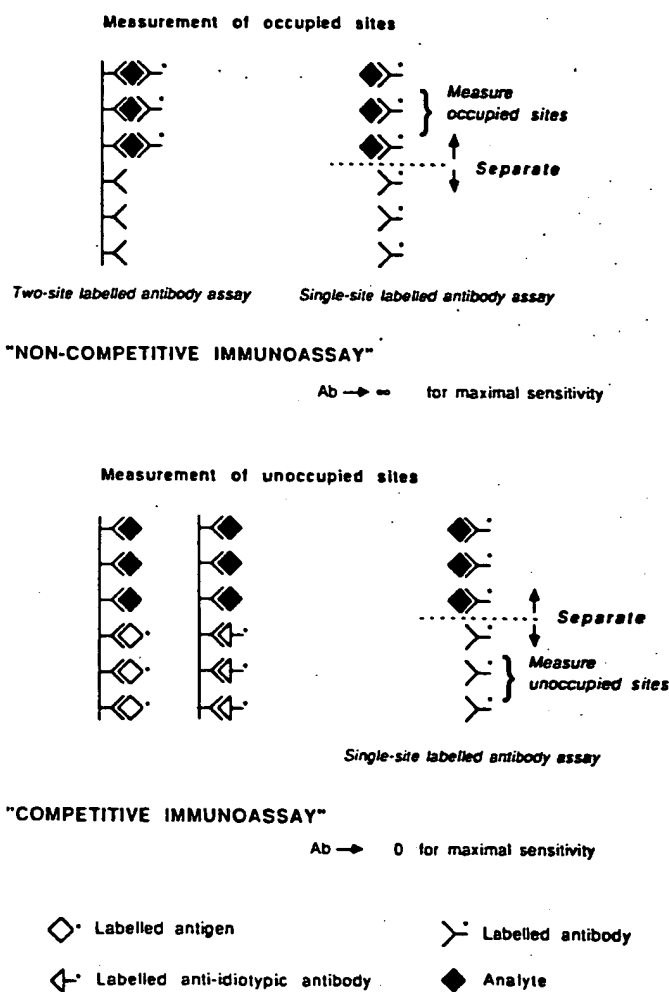 Measurement of occupied sites
Measure
occupied sites
Separate
Two-site labelled antibody assay
Single-site labelled antibody assay
"NON-COMPETITIVE IMMUNOASSAY"
Ab → ∞ for maximal sensitivity
Measurement of unoccupied sites
Separate
Measure
unoccupied sites
Single-site labelled antibody assay
"COMPETITIVE IMMUNOASSAY"
Ab → 0 for maximal sensitivity
Labelled antigen
Labelled antibody
Labelled anti-idiotypic antibody
Analyte